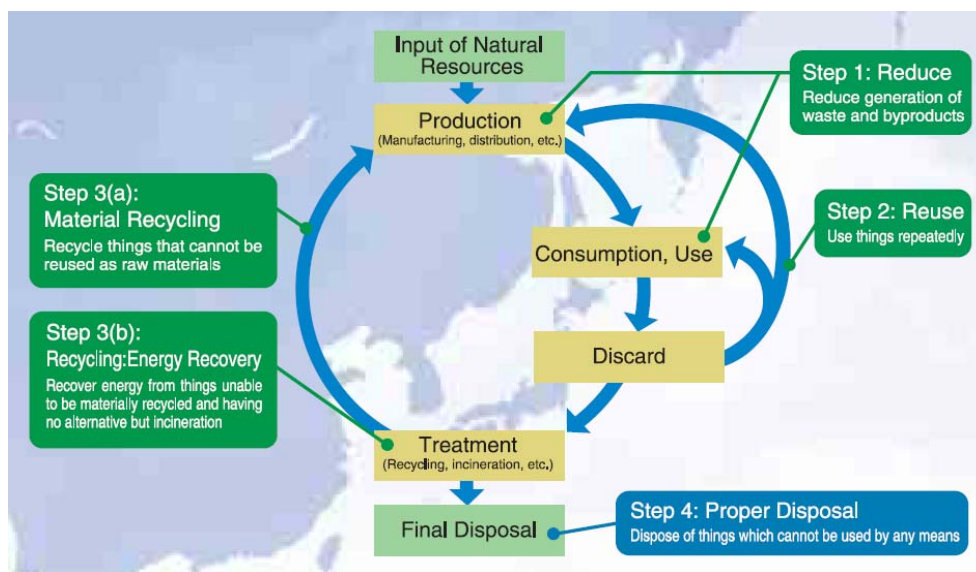 Input of Natural
Resources
Production
(Manufacturing, distribution, etc.)
Step 1: Reduce
Reduce generation of
waste and byproducts
Step 3(a):
Material Recycling
Recycle things that cannot be
reused as raw materials
Step 2: Reuse
Use things repeatedly
Consumption, Use
Step 3(b):
Recycling:Energy Recovery
Recover energy from things unable
to be materially recycled and having
no alternative but incineration
Discard
Treatment
(Recycling, incineration, etc.)
Final Disposal
Step 4: Proper Disposal
Dispose of things which cannot be used by any means